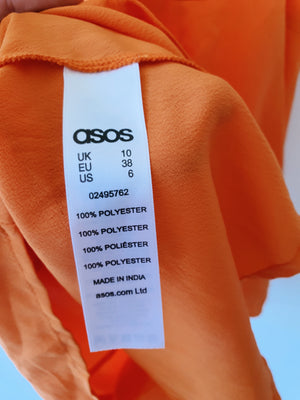 asos
UK 10
EU 38
US 6
02495762
100% POLYESTER
100% POLYESTER
100% POLIÉSTER
100% POLYESTER
MADE IN INDIA
asos.com Ltd